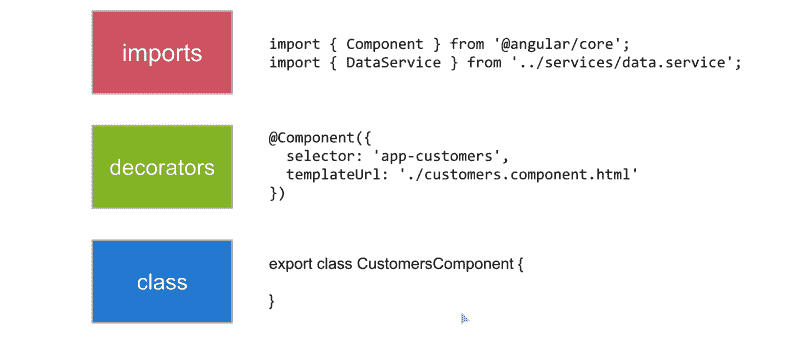 imports
import { Component } from '@angular/core';
import { DataService } from '../services/data.service';
decorators
@Component({
  selector: 'app-customers',
  templateUrl: './customers.component.html'
})
class
export class CustomersComponent {
}